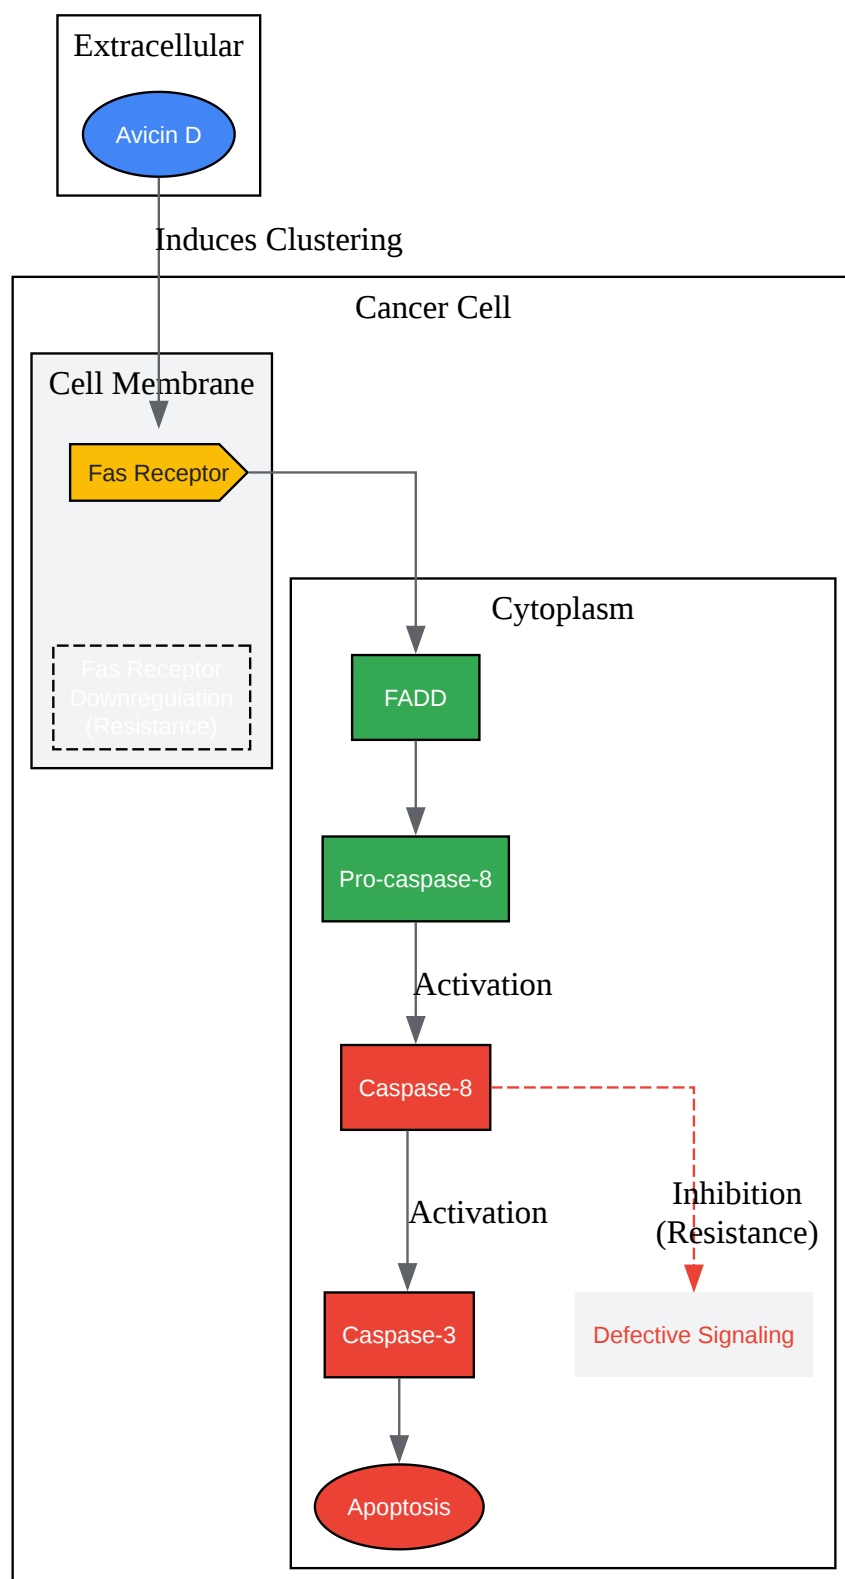 Extracellular
Avicin D
Induces Clustering
Cancer Cell
Cell Membrane
Fas Receptor
Cytoplasm
Fas Receptor
Downregulation
(Resistance)
FADD
Pro-caspase-8
Activation
Caspase-8
Inhibition
(Resistance)
Activation
Caspase-3
Defective Signaling
Apoptosis